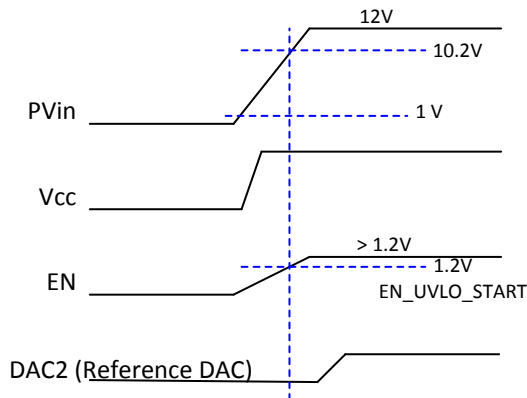 12V
10.2V
PVin
1 V
Vcc
> 1.2V
1.2V
EN
EN_UVLO_START
DAC2 (Reference DAC)